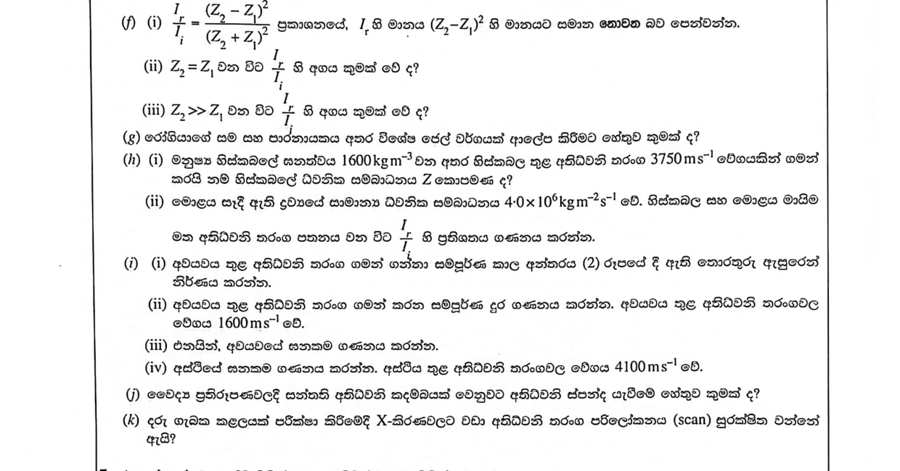 (f) (i) I_r/I_i = (Z₂ − Z₁)²/(Z₂ + Z₁)² ප්‍රකාශනයේ, I_r හි මානය (Z₂−Z₁)² හි මානයට සමාන නොවන බව පෙන්වන්න.
(ii) Z₂ = Z₁ වන විට I_r/I_i හි අගය කුමක් වේ ද?
(iii) Z₂ >> Z₁ වන විට I_r/I_i හි අගය කුමක් වේ ද?
(g) රෝගියාගේ සම සහ පාරනායකය අතර විශේෂ ජෙල් වර්ගයක් ආලේප කිරීමට හේතුව කුමක් ද?
(h) (i) මනුෂ්‍ය හිස්කබලේ ඝනත්වය 1600 kg m⁻³ වන අතර හිස්කබල තුළ අතිධ්වනි තරංග 3750 m s⁻¹ වේගයකින් ගමන්
කරයි නම් හිස්කබලේ ධ්වනික සම්බාධනය Z කොපමණ ද?
(ii) මොළය සෑදී ඇති ද්‍රව්‍යයේ සාමාන්‍ය ධ්වනික සම්බාධනය 4·0 × 10⁶ kg m⁻² s⁻¹ වේ. හිස්කබල සහ මොළය මායිම
මත අතිධ්වනි තරංග පතනය වන විට I_r/I_i හි ප්‍රතිශතය ගණනය කරන්න.
(i) (i) අවයවය තුළ අතිධ්වනි තරංග ගමන් ගන්නා සම්පූර්ණ කාල අන්තරය (2) රූපයේ දී ඇති තොරතුරු ඇසුරෙන්
නිර්ණය කරන්න.
(ii) අවයවය තුළ අතිධ්වනි තරංග ගමන් කරන සම්පූර්ණ දුර ගණනය කරන්න. අවයවය තුළ අතිධ්වනි තරංගවල
වේගය 1600 m s⁻¹ වේ.
(iii) එනයින්, අවයවයේ ඝනකම ගණනය කරන්න.
(iv) අස්ථියේ ඝනකම ගණනය කරන්න. අස්ථිය තුළ අතිධ්වනි තරංගවල වේගය 4100 m s⁻¹ වේ.
(j) වෛද්‍ය ප්‍රතිරූපණවලදී සන්තති අතිධ්වනි කදම්බයක් වෙනුවට අතිධ්වනි ස්පන්ද යැවීමේ හේතුව කුමක් ද?
(k) දරු ගැබක කළලයක් පරීක්ෂා කිරීමේදී X-කිරණවලට වඩා අතිධ්වනි තරංග පරිලෝකනය (scan) සුරක්ෂිත වන්නේ
ඇයි?